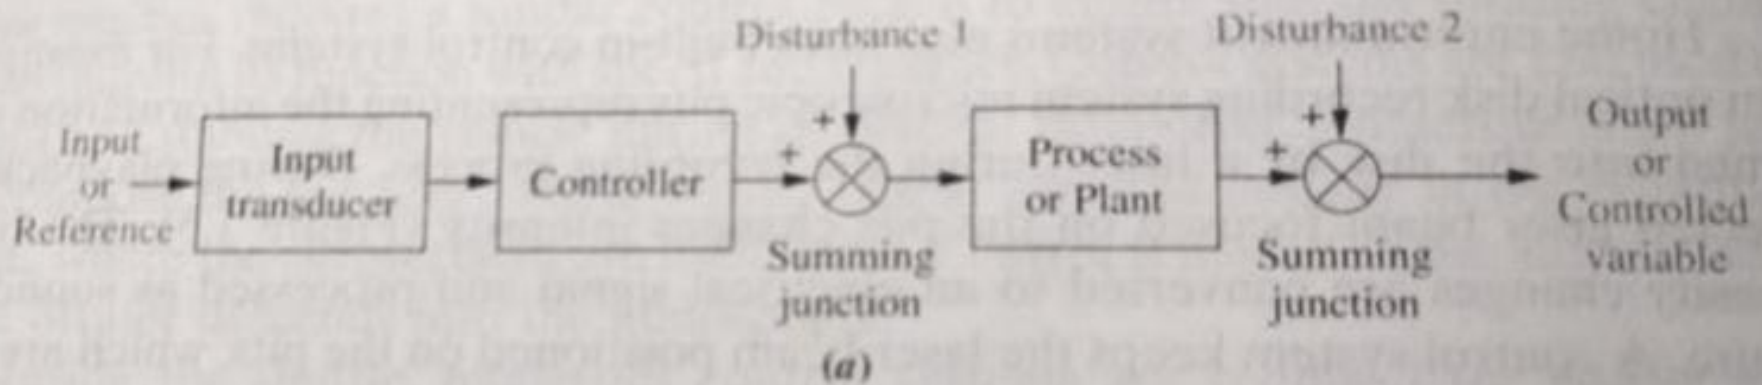 Disturbance 1
Disturbance 2
Input
or
Reference
Input
transducer
Controller
+
+
Process
or Plant
+
+
Output
or
Controlled
variable
Summing
junction
Summing
junction
(a)